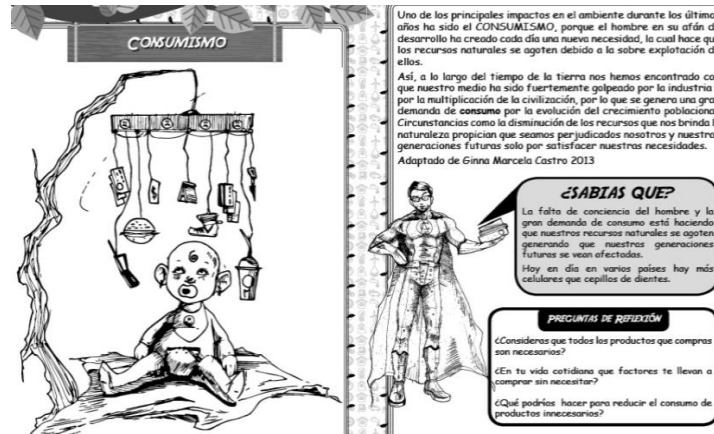 CONSUMISMO
Uno de los principales impactos en el ambiente durante los último
años ha sido el CONSUMISMO, porque el hombre en su afán d
desarrollo ha creado cada día una nueva necesidad, la cual hace qu
los recursos naturales se agoten debido a la sobre explotación d
ellos.
Así, a lo largo del tiempo de la tierra nos hemos encontrado co
que nuestro medio ha sido fuertemente golpeado por la industria
por la multiplicación de la civilización, por lo que se genera una gra
demanda de consumo por la evolución del crecimiento poblaciona
Circunstancias como la disminución de los recursos que nos brinda l
naturaleza propician que seamos perjudicados nosotros y nuestra
generaciones futuras solo por satisfacer nuestras necesidades.
Adaptado de Ginna Marcela Castro 2013
¿SABIAS QUE?
La falta de conciencia del hombre y la
gran demanda de consumo está haciendo
que nuestros recursos naturales se agoten
generando que nuestras generaciones
futuras se vean afectadas.
Hoy en día en varios países hay más
celulares que cepillos de dientes.
PREGUNTAS DE REFLEXIÓN
¿Consideras que todos los productos que compras
son necesarios?
¿En tu vida cotidiana que factores te llevan a
comprar sin necesitar?
¿Qué podrías hacer para reducir el consumo de
productos innecesarios?